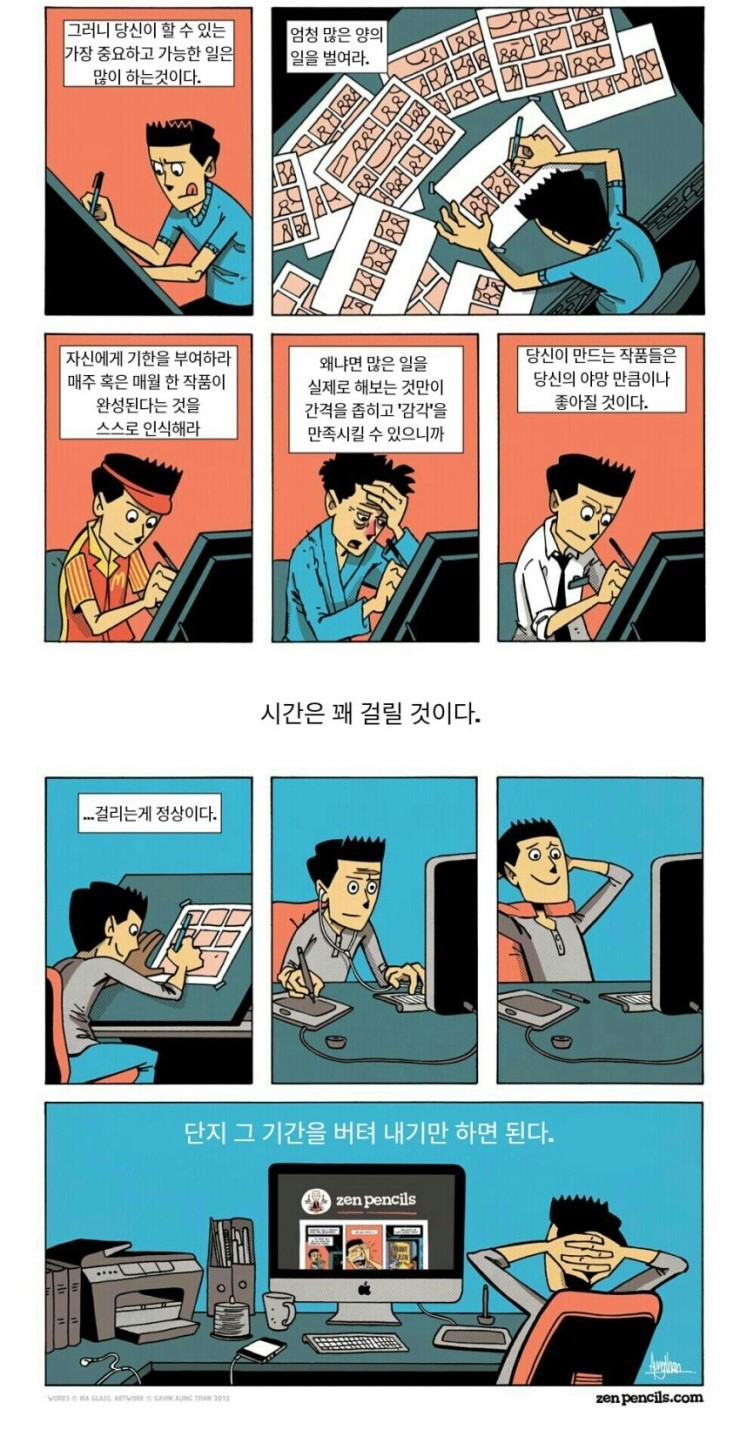 그러니 당신이 할 수 있는
가장 중요하고 가능한 일은
많이 하는것이다.
엄청 많은 양의
일을 벌여라.
자신에게 기한을 부여하라
매주 혹은 매월 한 작품이
완성된다는 것을
스스로 인식해라
왜냐면 많은 일을
실제로 해보는 것만이
간격을 좁히고 '감각'을
만족시킬 수 있으니까
당신이 만드는 작품들은
당신의 야망 만큼이나
좋아질 것이다.
시간은 꽤 걸릴 것이다.
...걸리는게 정상이다.
단지 그 기간을 버텨 내기만 하면 된다.
zen pencils
WORDS © IRA GLASS, ARTWORK © GAVIN AUNG THAN 2013
zenpencils.com